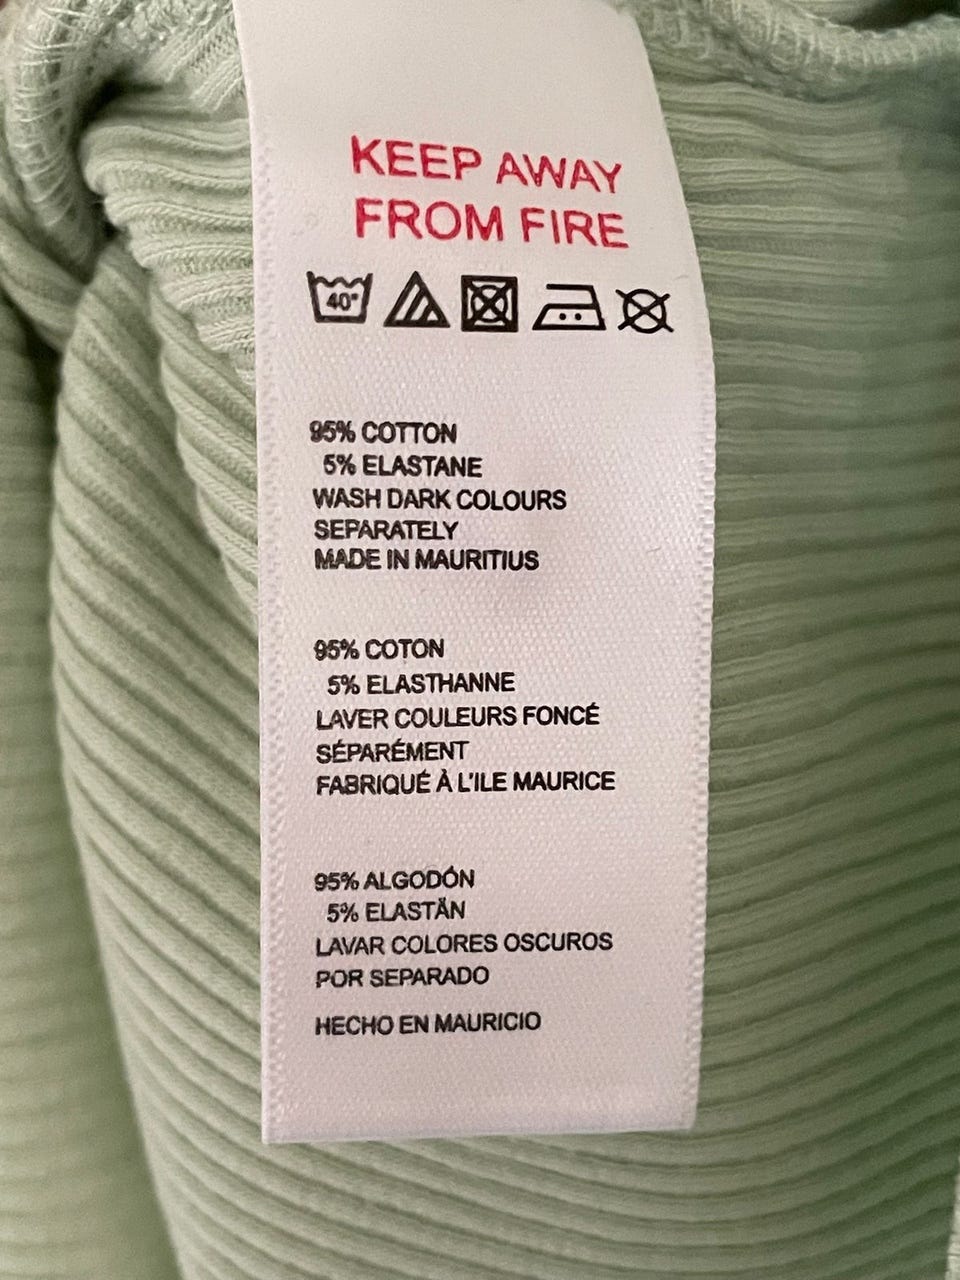 KEEP AWAY
FROM FIRE
40°
95% COTTON
5% ELASTANE
WASH DARK COLOURS
SEPARATELY
MADE IN MAURITIUS
95% COTON
5% ELASTHANNE
LAVER COULEURS FONCÉ
SÉPARÉMENT
FABRIQUÉ À L'ILE MAURICE
95% ALGODÓN
5% ELASTÄN
LAVAR COLORES OSCUROS
POR SEPARADO
HECHO EN MAURICIO